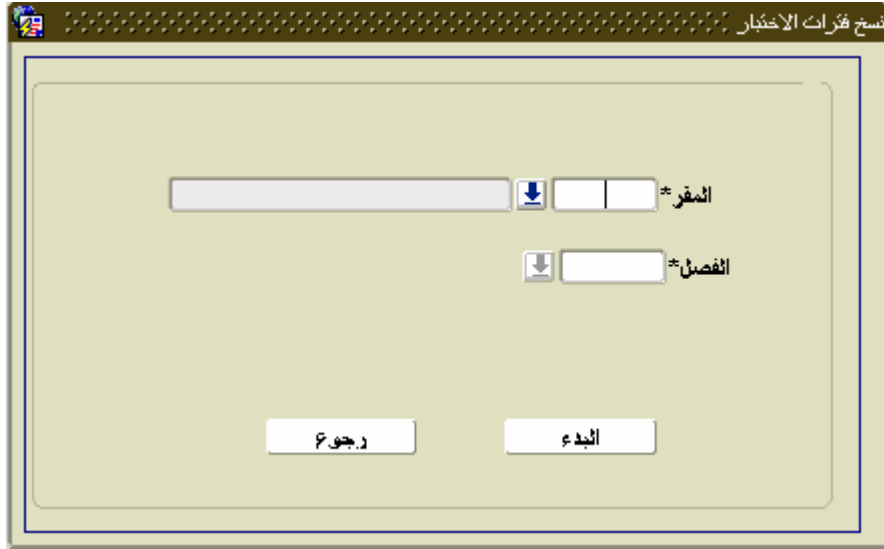 نسخ فترات الاختبار
المقر*
الفصل*
البدء
رجوع